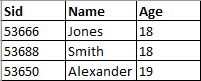 Sid Name Age
53666 Jones 18
53688 Smith 18
53650 Alexander 19